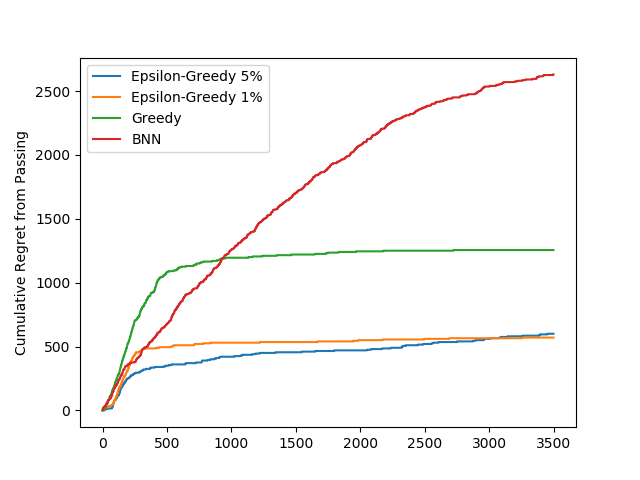 Epsilon-Greedy 5%
Epsilon-Greedy 1%
Greedy
BNN
Cumulative Regret from Passing
2500
2000
1500
1000
500
0
0 500 1000 1500 2000 2500 3000 3500